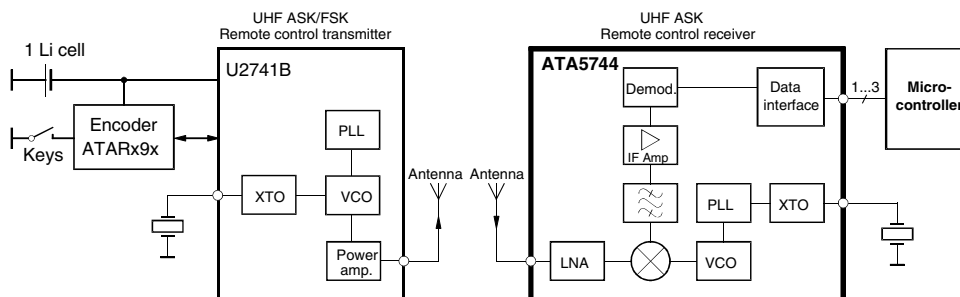 UHF ASK/FSK
Remote control transmitter
UHF ASK
Remote control receiver
1 Li cell
U2741B
ATA5744
Demod.
Data
interface
1...3
Micro-
controller
Encoder
ATARx9x
Keys
PLL
IF Amp
Antenna
Antenna
XTO
VCO
PLL
XTO
Power
amp.
LNA
VCO